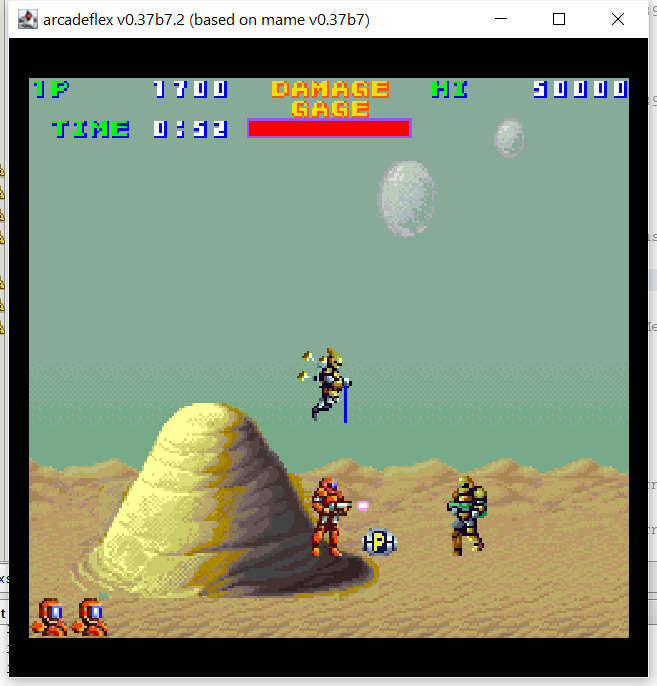 arcadeflex v0.37b7.2 (based on mame v0.37b7)
1P 1700 DAMAGE HI 50000
GAGE
TIME 0:52
P